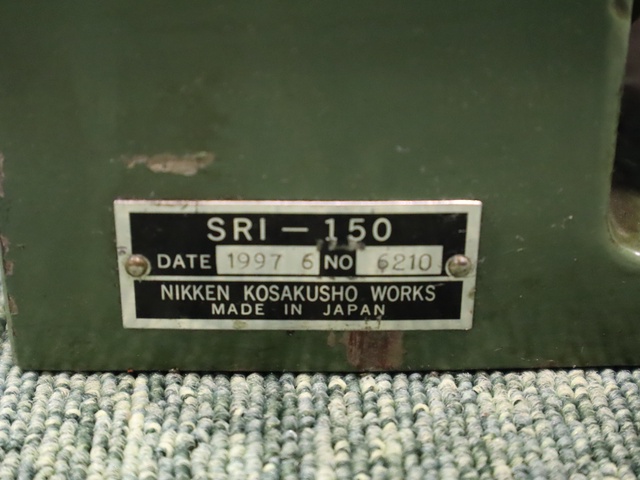 SRI-150
DATE 1997 6 NO 6210
NIKKEN KOSAKUSHO WORKS
MADE IN JAPAN